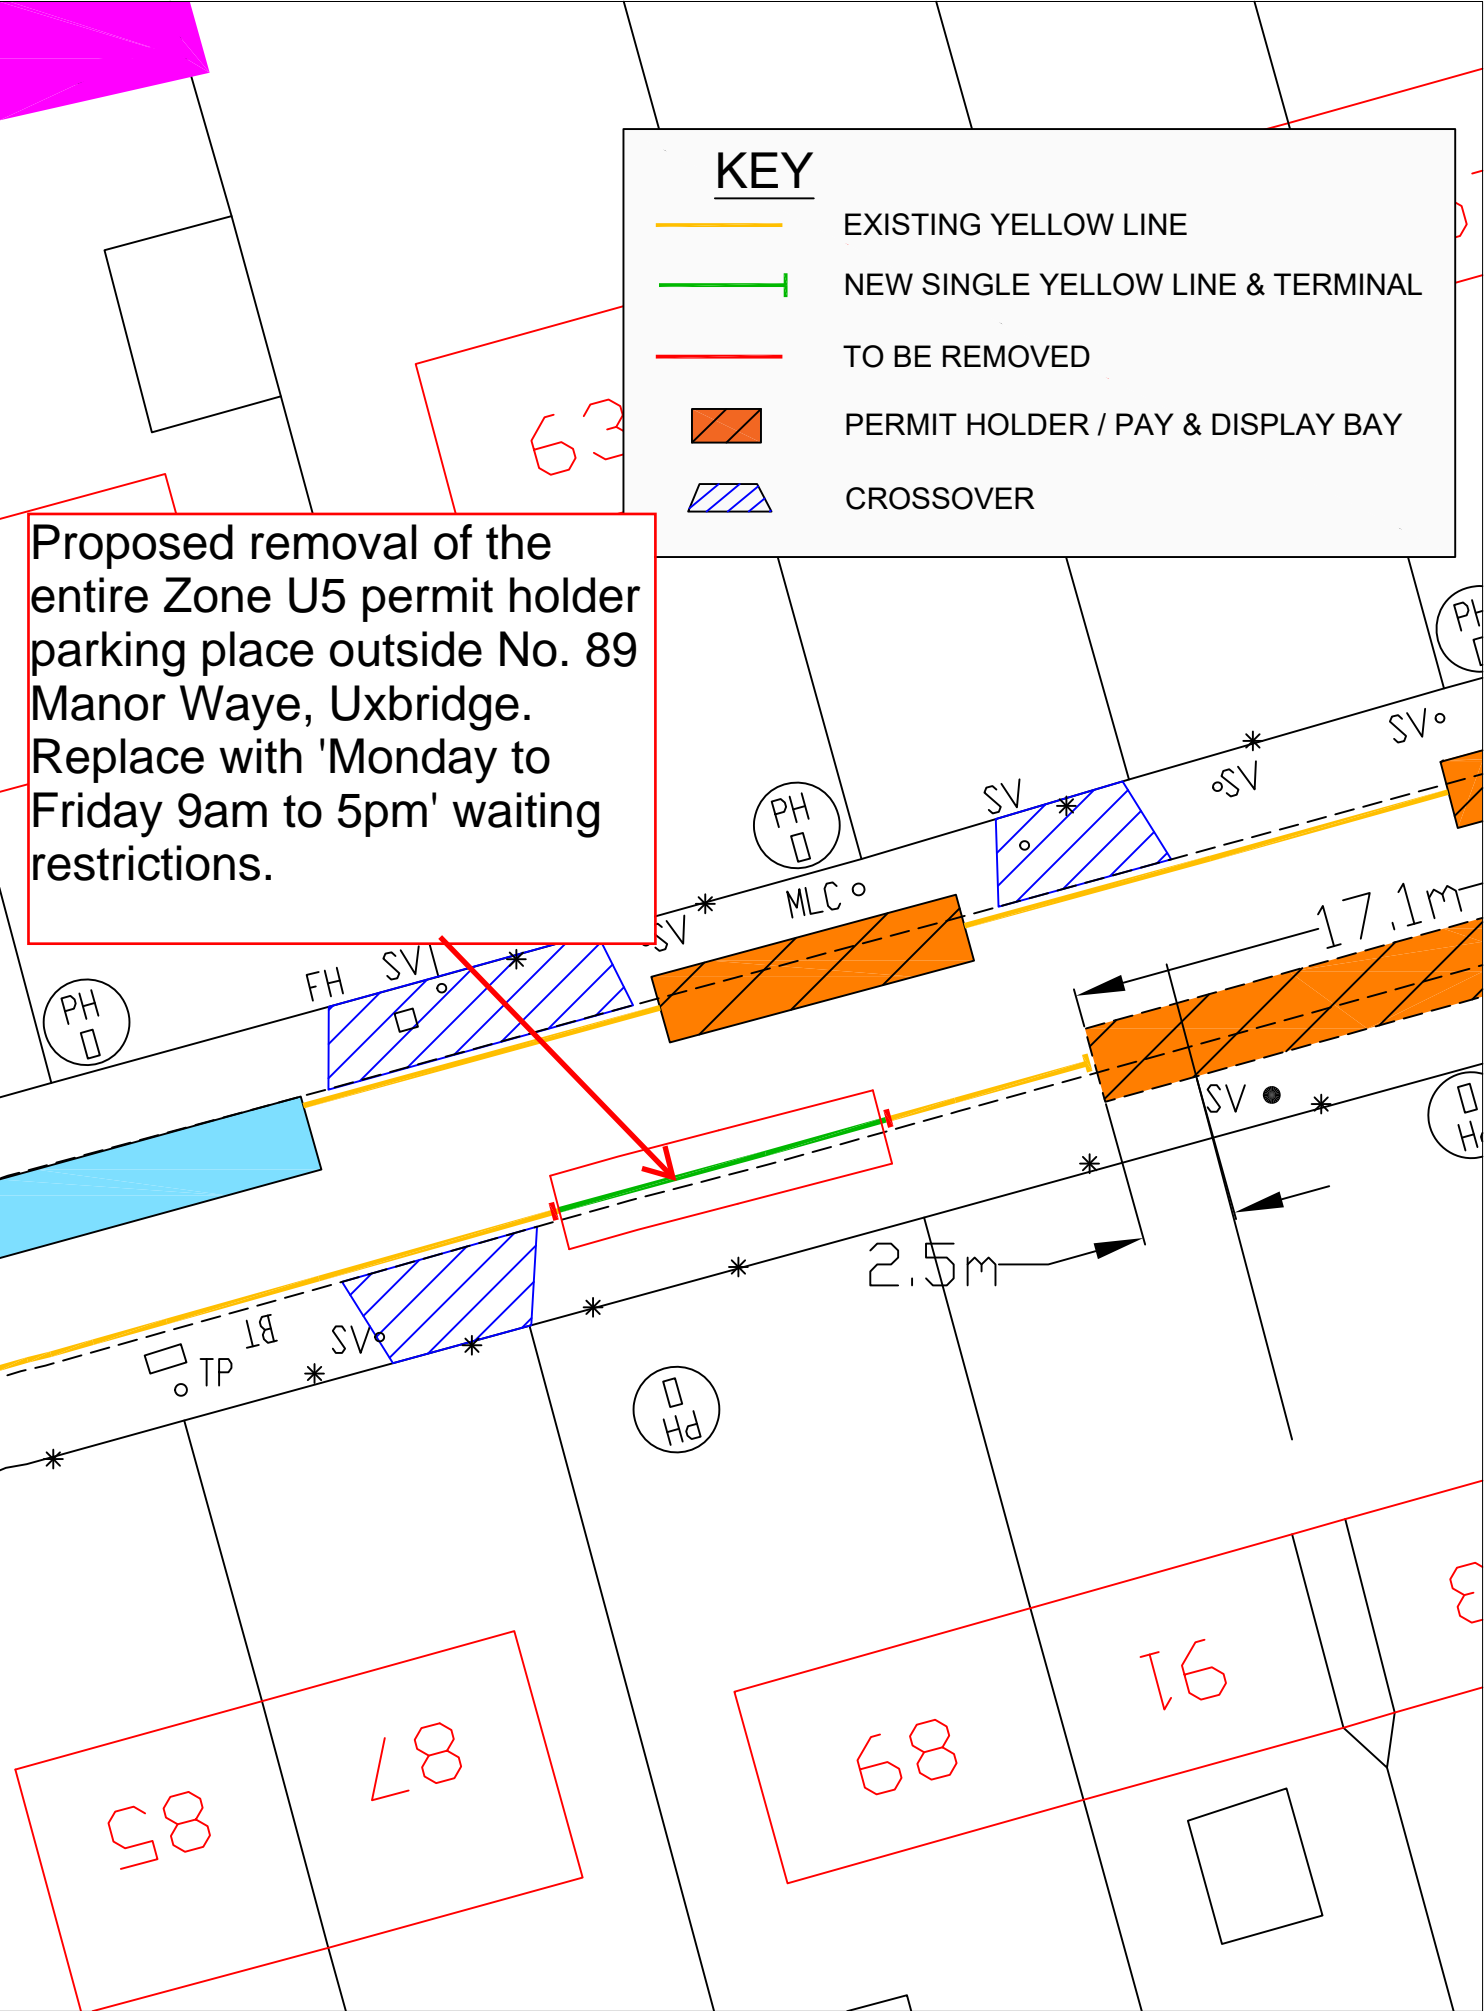 KEY
EXISTING YELLOW LINE
NEW SINGLE YELLOW LINE & TERMINAL
TO BE REMOVED
PERMIT HOLDER / PAY & DISPLAY BAY
CROSSOVER
63
Proposed removal of the
entire Zone U5 permit holder
parking place outside No. 89
Manor Waye, Uxbridge.
Replace with 'Monday to
Friday 9am to 5pm' waiting
restrictions.
PH
SV
SV
SV
PH
MLC
17.1m
SV
SV
FH
PH
SV
PH
2.5m
BT
SV
TP
PH
91
89
87
85